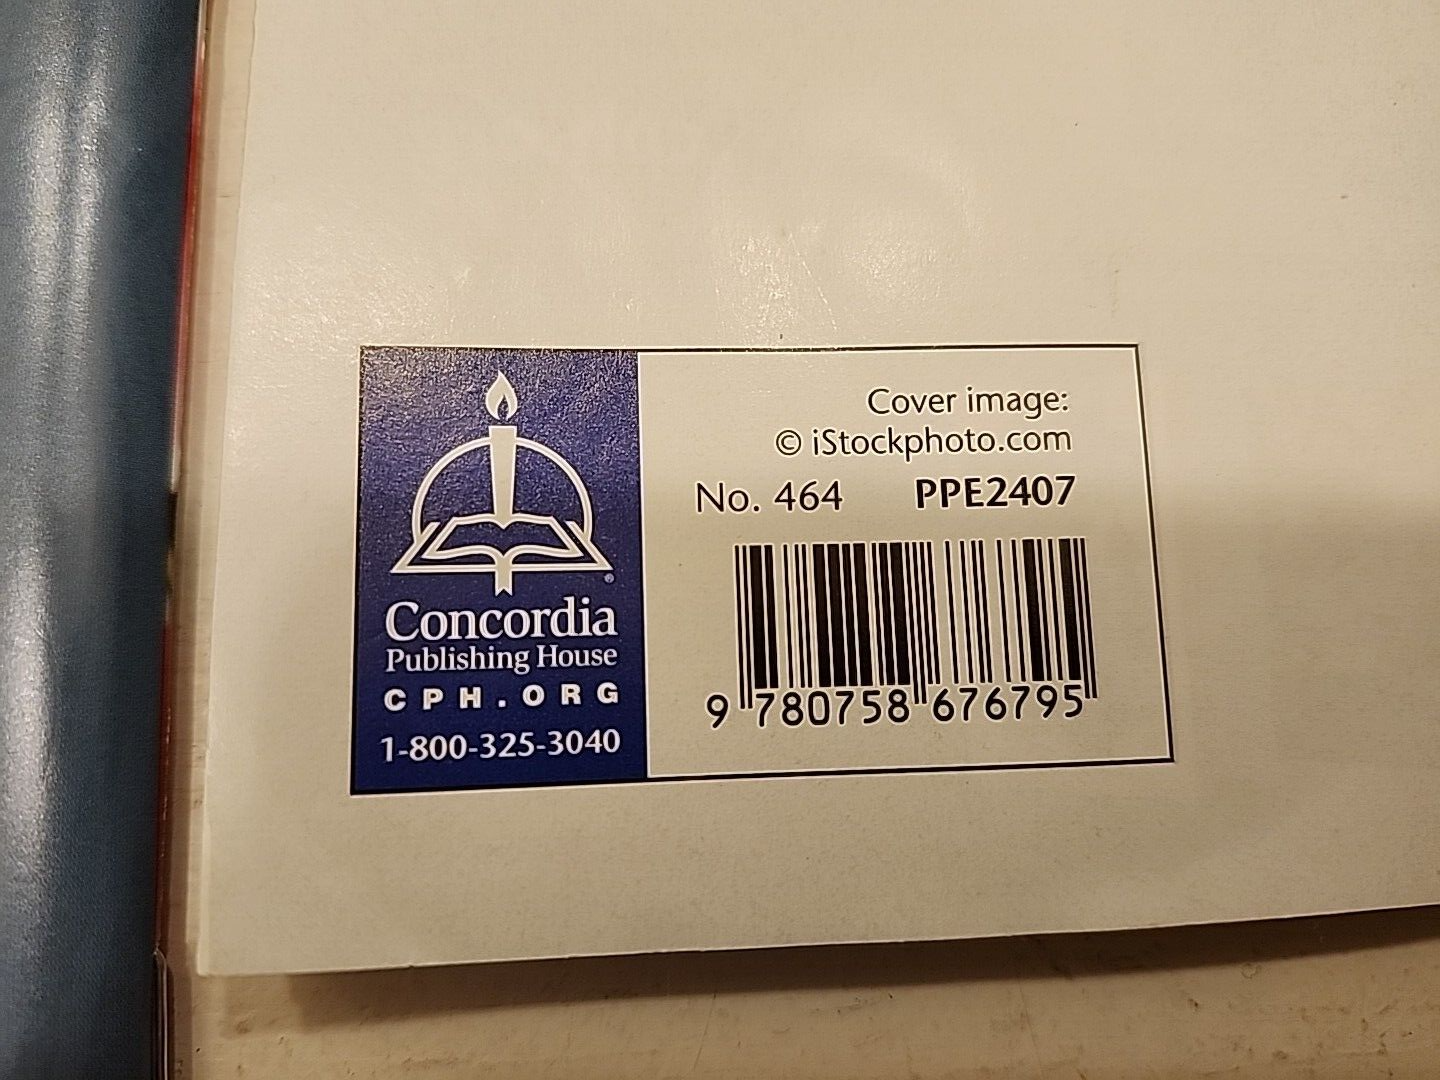 Concordia
Publishing House
CPH.ORG
1-800-325-3040
Cover image:
© iStockphoto.com
No. 464 PPE2407
9 780758 676795